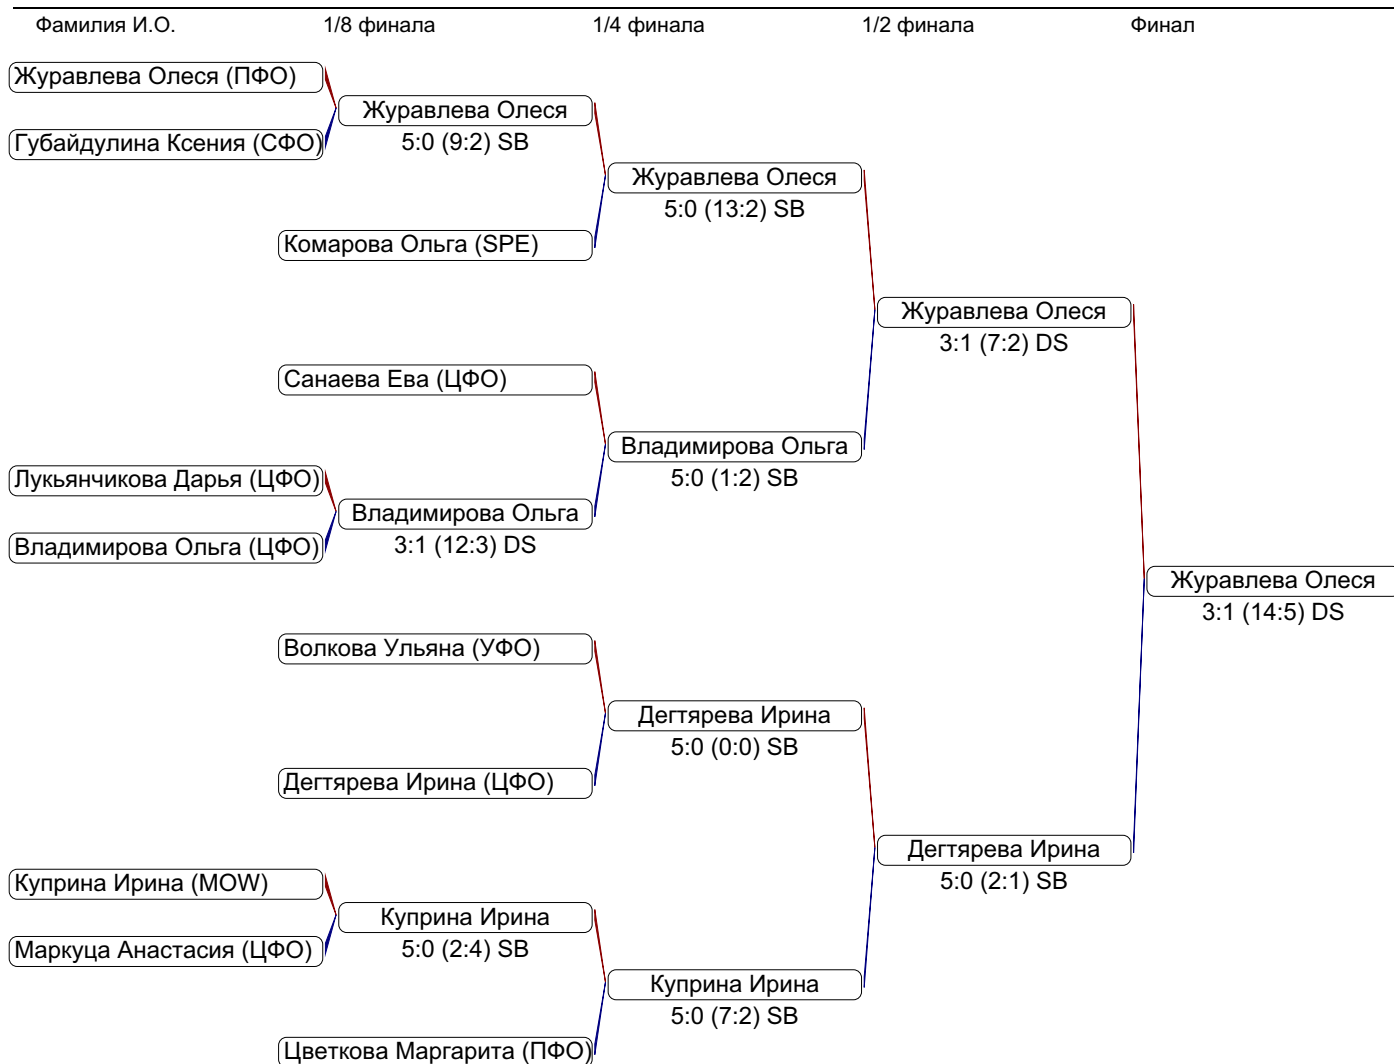 Фамилия И.О. 1/8 финала 1/4 финала 1/2 финала Финал
Журавлева Олеся (ПФО)
Журавлева Олеся
Губайдулина Ксения (СФО)
5:0 (9:2) SB
Журавлева Олеся
5:0 (13:2) SB
Комарова Ольга (SPE)
Журавлева Олеся
3:1 (7:2) DS
Санаева Ева (ЦФО)
Владимирова Ольга
5:0 (1:2) SB
Лукьянчикова Дарья (ЦФО)
Владимирова Ольга
Владимирова Ольга (ЦФО)
3:1 (12:3) DS
Журавлева Олеся
3:1 (14:5) DS
Волкова Ульяна (УФО)
Дегтярева Ирина
5:0 (0:0) SB
Дегтярева Ирина (ЦФО)
Дегтярева Ирина
5:0 (2:1) SB
Куприна Ирина (MOW)
Куприна Ирина
Маркуца Анастасия (ЦФО)
5:0 (2:4) SB
Куприна Ирина
5:0 (7:2) SB
Цветкова Маргарита (ПФО)